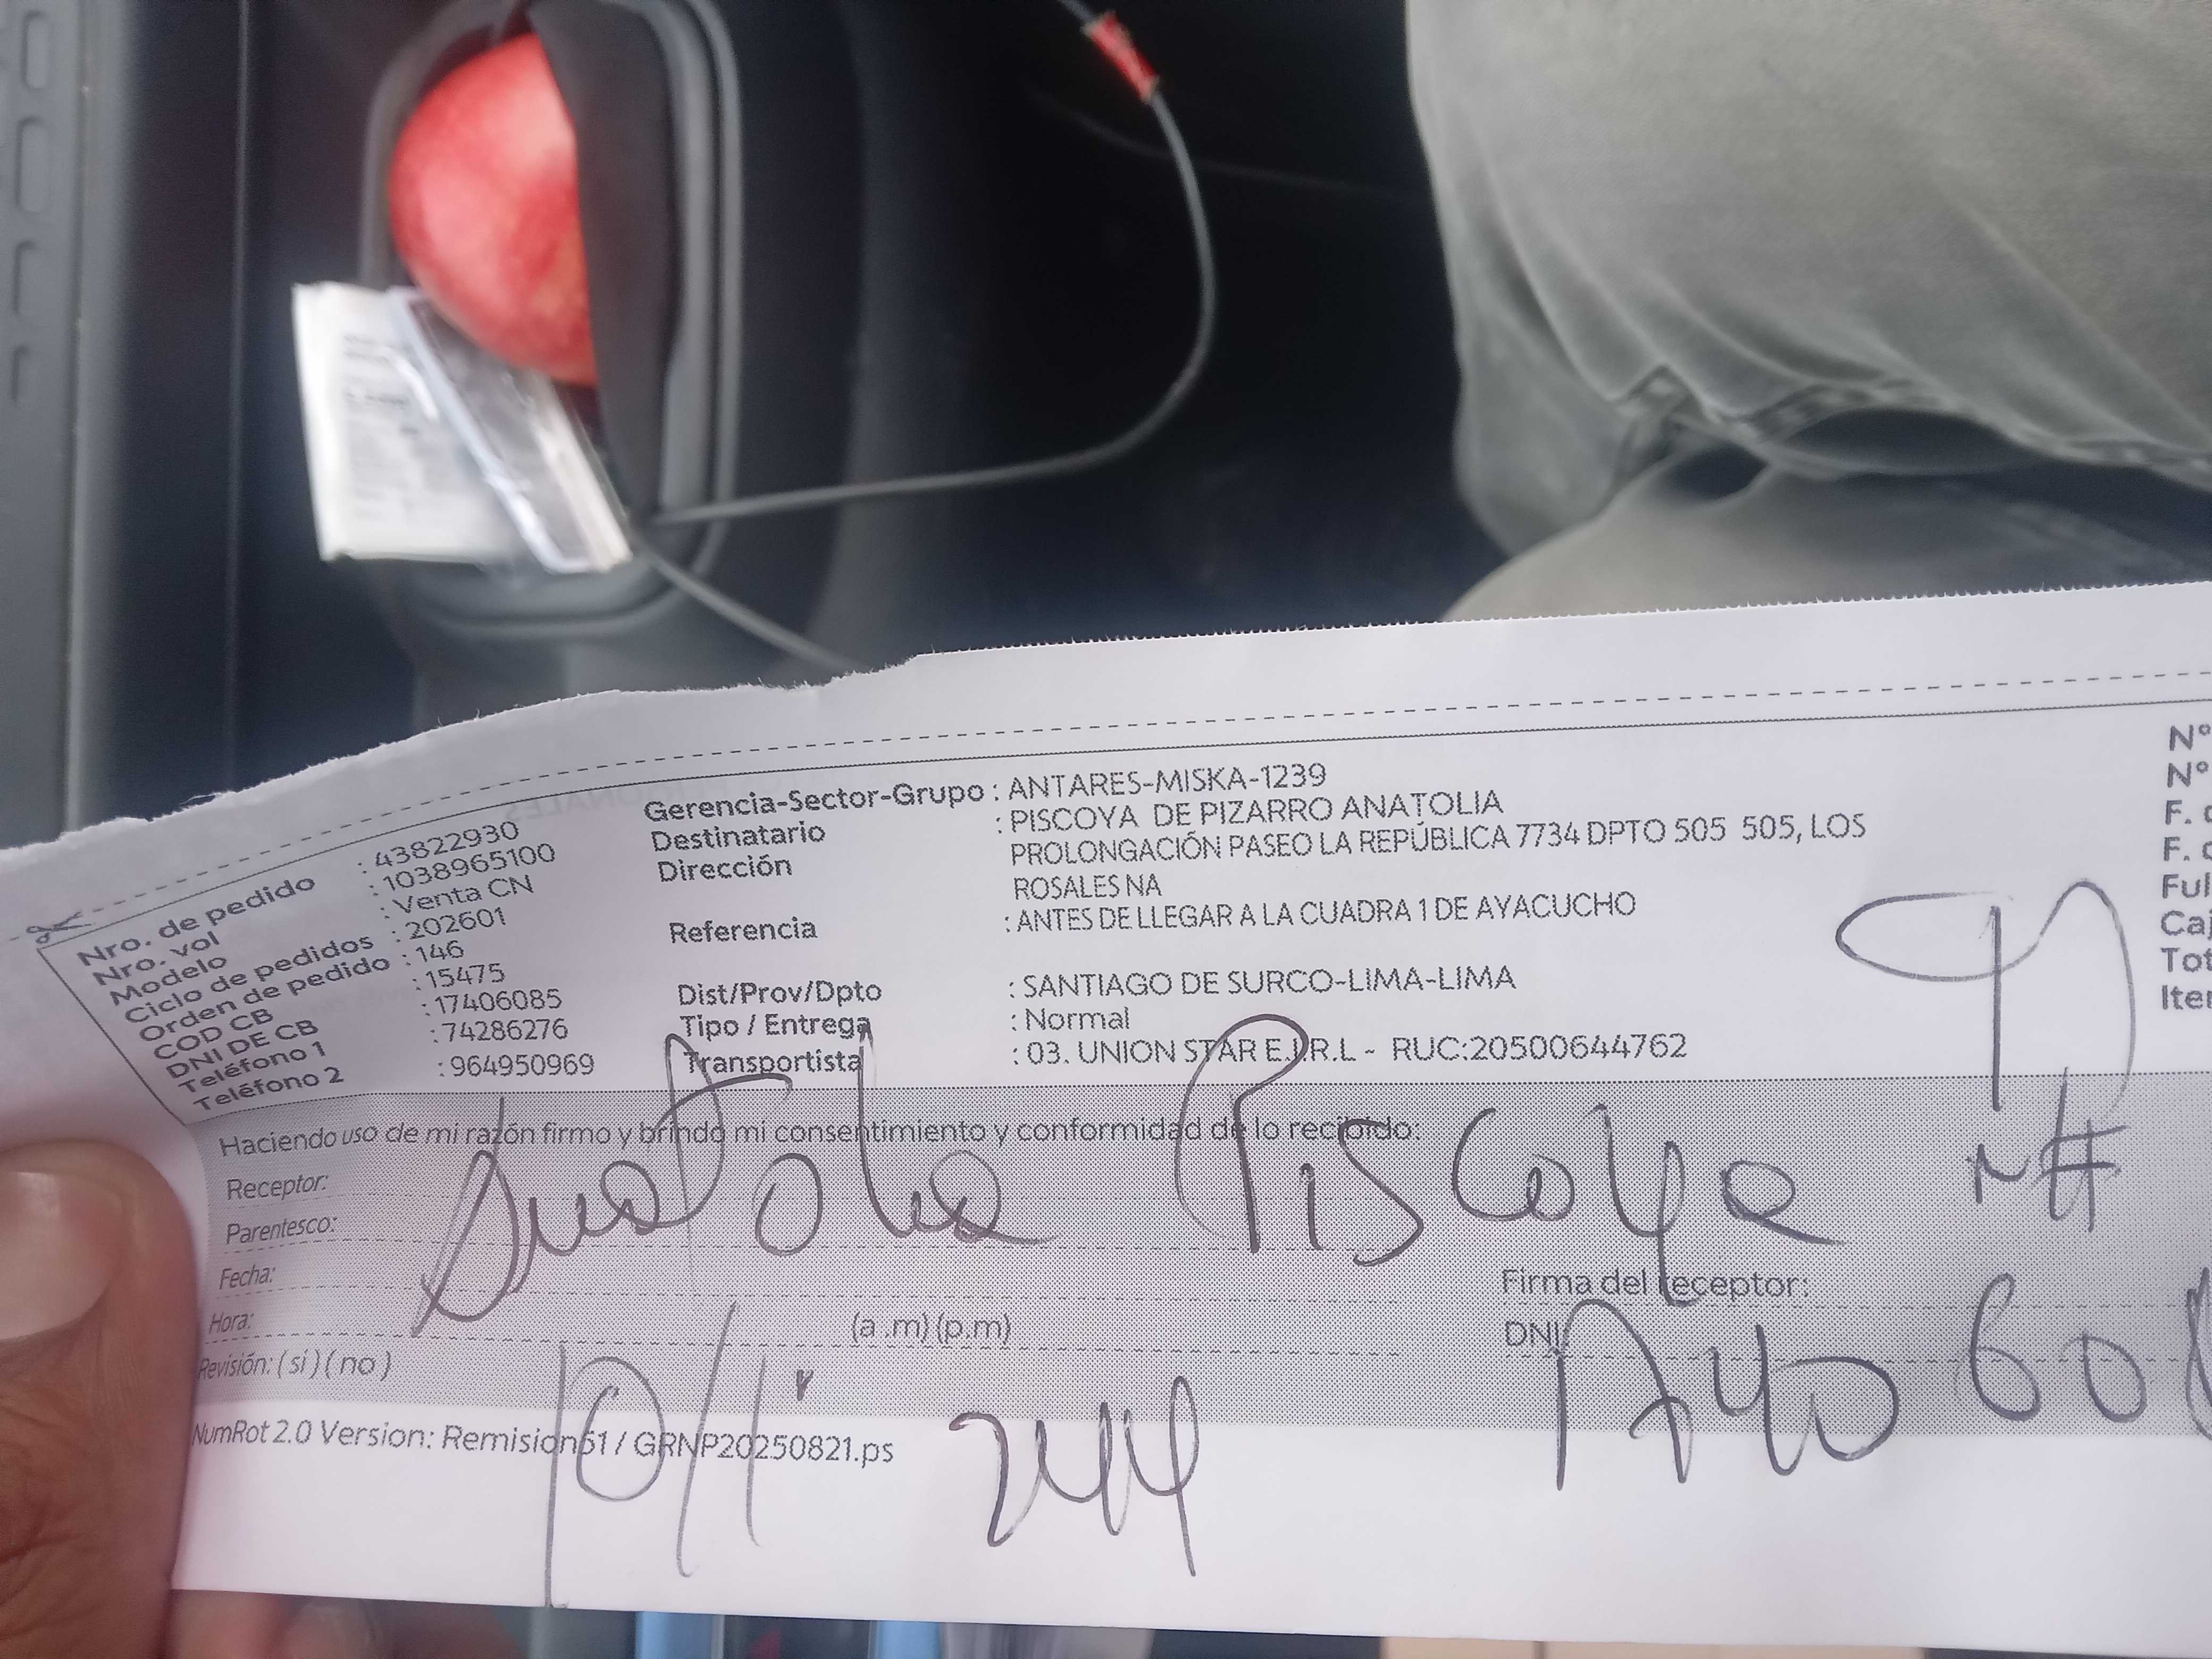 Nro. de pedido : 43822930
Nro. vol : 1038965100
Modelo : Venta CN
Ciclo de pedidos : 202601
Orden de pedido : 146
COD CB : 15475
DNI DE CB : 17406085
Teléfono 1 : 74286276
Teléfono 2 : 964950969
Gerencia-Sector-Grupo : ANTARES-MISKA-1239
Destinatario : PISCOYA DE PIZARRO ANATOLIA
Dirección : PROLONGACIÓN PASEO LA REPÚBLICA 7734 DPTO 505 505, LOS
ROSALES NA
Referencia : ANTES DE LLEGAR A LA CUADRA 1 DE AYACUCHO
Dist/Prov/Dpto : SANTIAGO DE SURCO-LIMA-LIMA
Tipo / Entrega : Normal
Transportista : 03. UNION STAR E.I.R.L - RUC:20500644762
N°
N°
F.
F.
Haciendo uso de mi razón firmo y brindo mi consentimiento y conformidad de lo recibido:
Receptor:
Anatolia Piscoya
Parentesco:
Fecha:
Hora: (a .m) (p.m)
Revisión: ( si ) ( no )
Firma del receptor:
DNI:
NumRot 2.0 Version: Remision61 / GRNP20250821.ps